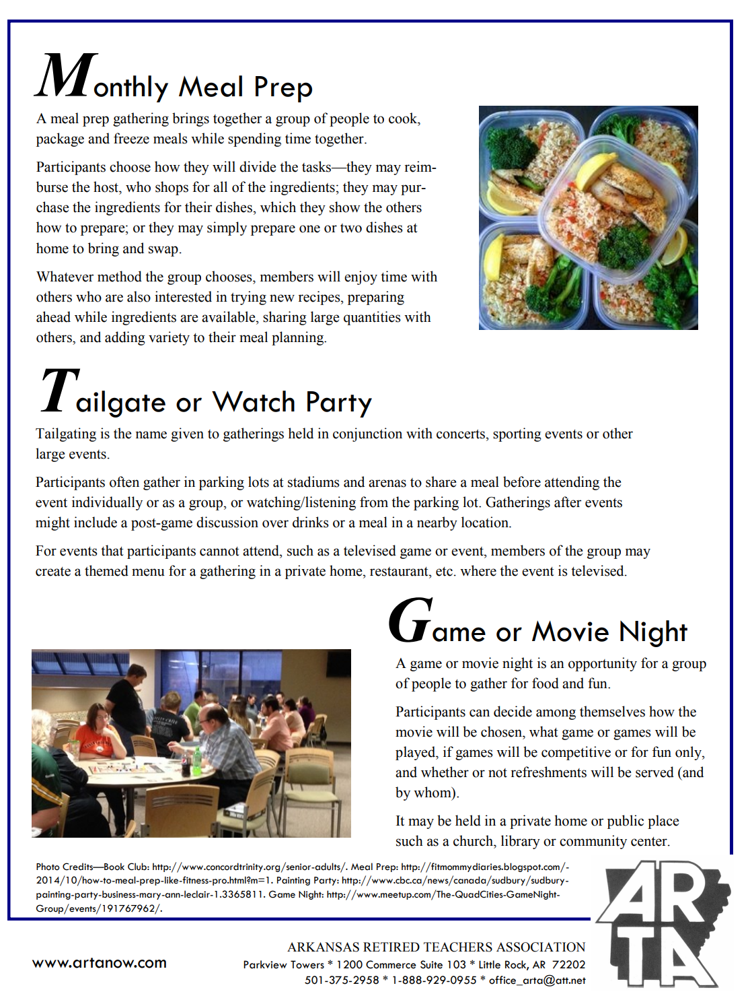 Monthly Meal Prep
A meal prep gathering brings together a group of people to cook,
package and freeze meals while spending time together.
Participants choose how they will divide the tasks—they may reim-
burse the host, who shops for all of the ingredients; they may pur-
chase the ingredients for their dishes, which they show the others
how to prepare; or they may simply prepare one or two dishes at
home to bring and swap.
Whatever method the group chooses, members will enjoy time with
others who are also interested in trying new recipes, preparing
ahead while ingredients are available, sharing large quantities with
others, and adding variety to their meal planning.
Tailgate or Watch Party
Tailgating is the name given to gatherings held in conjunction with concerts, sporting events or other
large events.
Participants often gather in parking lots at stadiums and arenas to share a meal before attending the
event individually or as a group, or watching/listening from the parking lot. Gatherings after events
might include a post-game discussion over drinks or a meal in a nearby location.
For events that participants cannot attend, such as a televised game or event, members of the group may
create a themed menu for a gathering in a private home, restaurant, etc. where the event is televised.
Game or Movie Night
A game or movie night is an opportunity for a group
of people to gather for food and fun.
Participants can decide among themselves how the
movie will be chosen, what game or games will be
played, if games will be competitive or for fun only,
and whether or not refreshments will be served (and
by whom).
It may be held in a private home or public place
such as a church, library or community center.
Photo Credits—Book Club: http://www.concordtrinity.org/senior-adults/. Meal Prep: http://fitmommydiaries.blogspot.com/-
2014/10/how-to-meal-prep-like-fitness-pro.html?m=1. Painting Party: http://www.cbc.ca/news/canada/sudbury/sudbury-
painting-party-business-mary-ann-leclair-1.3365811. Game Night: http://www.meetup.com/The-QuadCities-GameNight-
Group/events/191767962/.
AR
TA
www.artanow.com
ARKANSAS RETIRED TEACHERS ASSOCIATION
Parkview Towers * 1200 Commerce Suite 103 * Little Rock, AR 72202
501-375-2958 * 1-888-929-0955 * office_arta@att.net